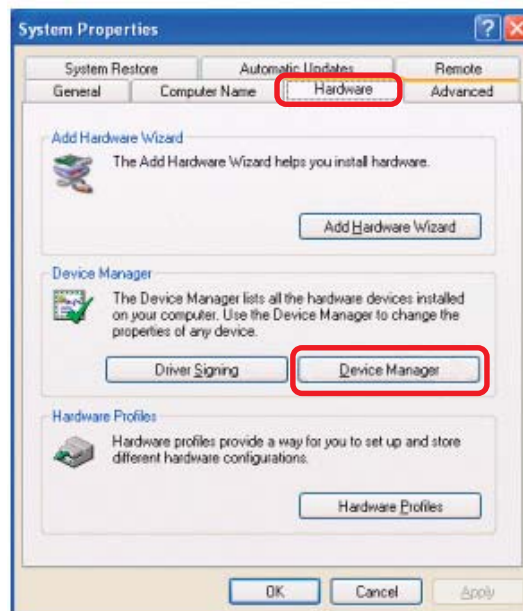 System Properties
System Restore
Automatic Updates
Remote
General
Computer Name
Hardware
Advanced
Add Hardware Wizard
The Add Hardware Wizard helps you install hardware.
Add Hardware Wizard
Device Manager
The Device Manager lists all the hardware devices installed
on your computer. Use the Device Manager to change the
properties of any device.
Driver Signing
Device Manager
Hardware Profiles
Hardware profiles provide a way for you to set up and store
different hardware configurations.
Hardware Profiles
OK
Cancel
Apply